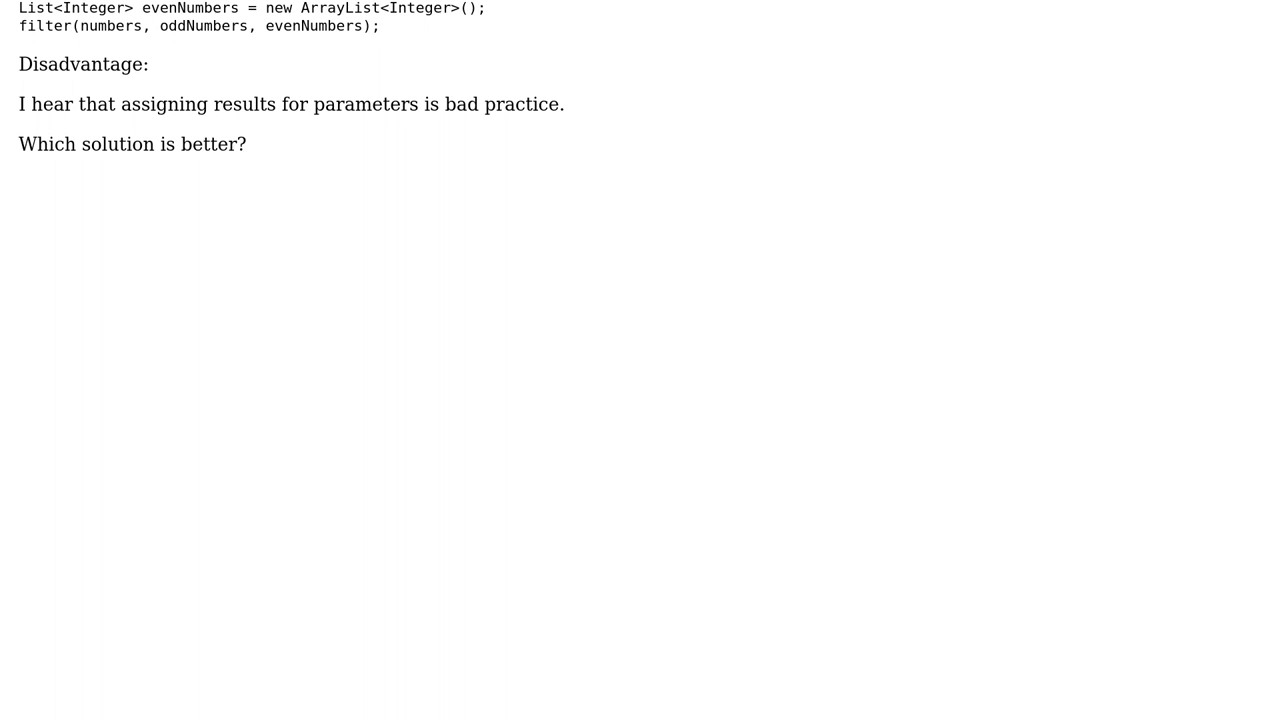 List<Integer> evenNumbers = new ArrayList<Integer>();
filter(numbers, oddNumbers, evenNumbers);
Disadvantage:
I hear that assigning results for parameters is bad practice.
Which solution is better?